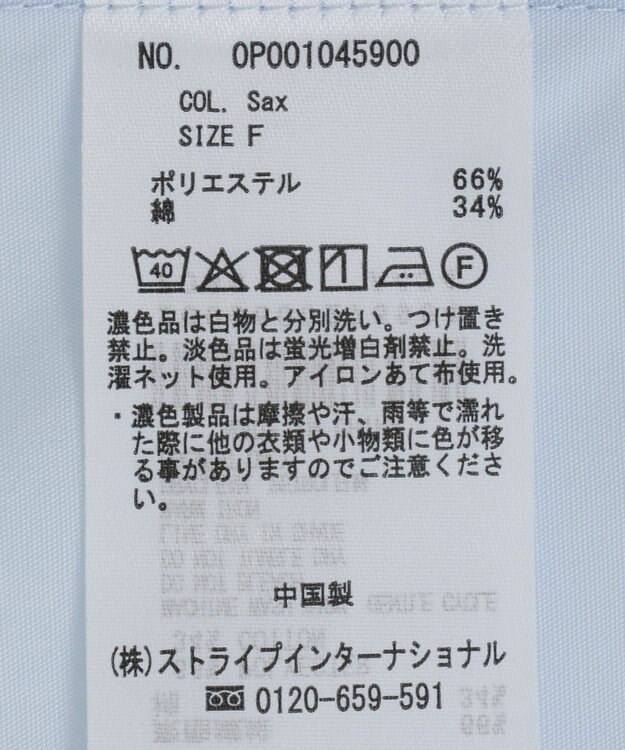 NO. 0P001045900
COL. Sax
SIZE F
ポリエステル 66%
綿 34%
40 F
濃色品は白物と分別洗い。つけ置き
禁止。淡色品は蛍光増白剤禁止。洗
濯ネット使用。アイロンあて布使用。
・濃色製品は摩擦や汗、雨等で濡れ
た際に他の衣類や小物類に色が移
る事がありますのでご注意くださ
い。
中国製
(株)ストライプインターナショナル
0120-659-591